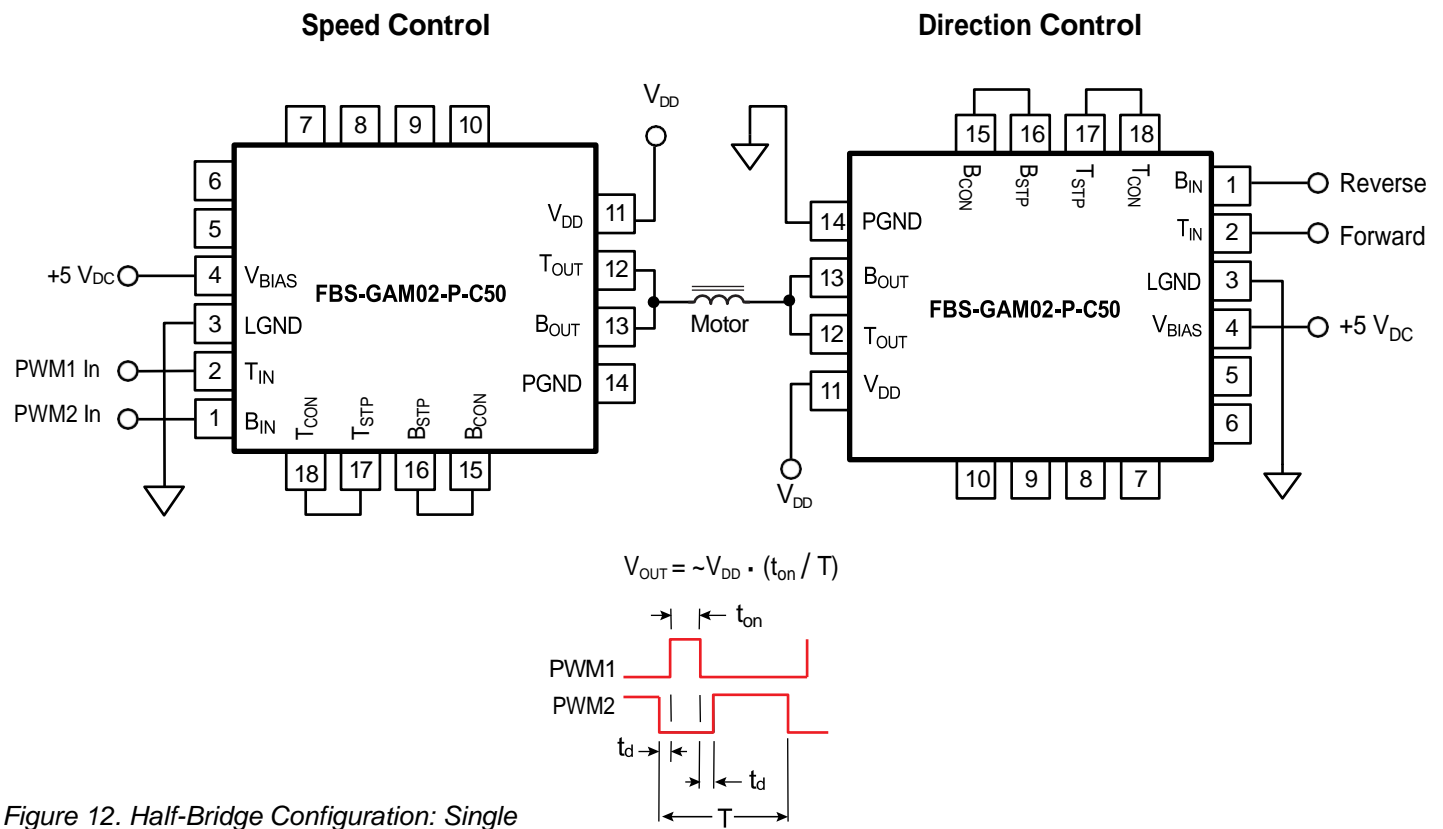 Speed Control
Direction Control
V_DD
7 8 9 10
6
5
4
3
2
1
+5 V_DC
PWM1 In
PWM2 In
V_BIAS
LGND
T_IN
B_IN
FBS-GAM02-P-C50
V_DD
T_OUT
B_OUT
PGND
11
12
13
14
T_CON T_STP B_STP B_CON
18 17 16 15
Motor
15 16 17 18
B_CON B_STP T_STP T_CON
14
13
12
11
PGND
B_OUT
T_OUT
V_DD
FBS-GAM02-P-C50
B_IN
T_IN
LGND
V_BIAS
1
2
3
4
5
6
Reverse
Forward
+5 V_DC
10 9 8 7
V_DD
V_OUT = ~V_DD · (t_on / T)
t_on
PWM1
PWM2
t_d
t_d
T
Figure 12. Half-Bridge Configuration: Single